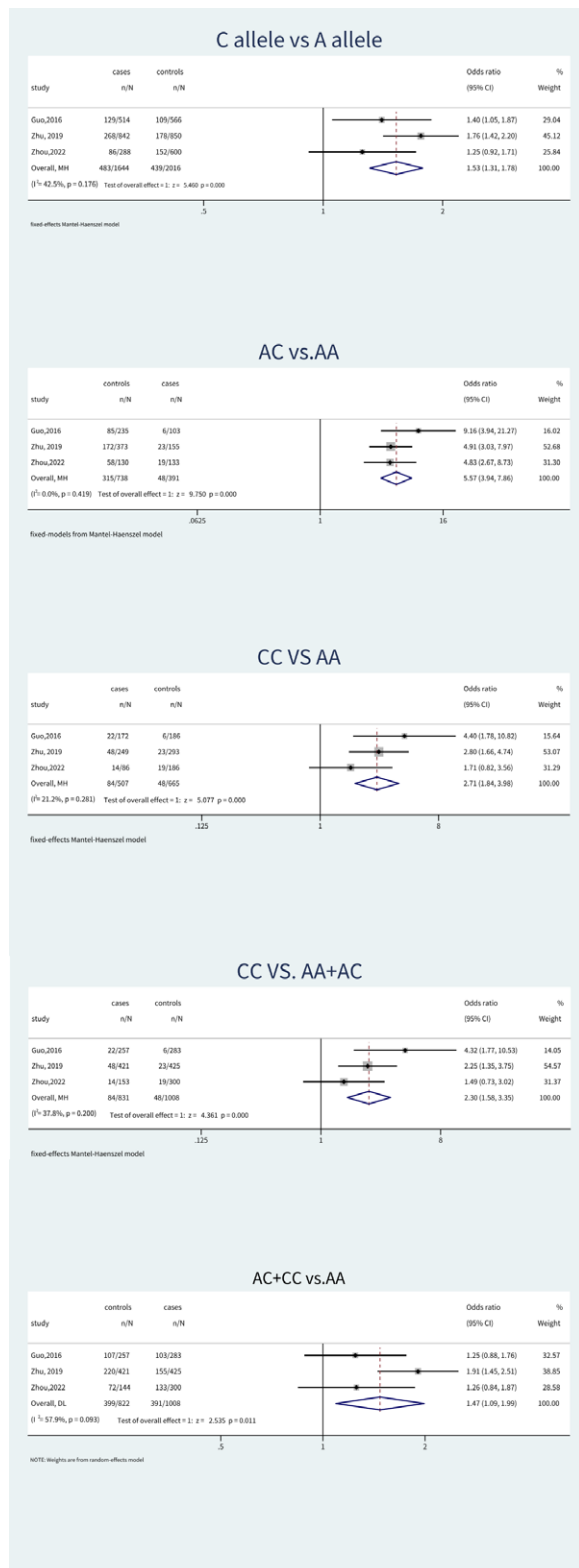 C allele vs A allele
cases controls Odds ratio %
study n/N n/N (95% CI) Weight
Guo,2016 129/514 109/566 1.40 (1.05, 1.87) 29.04
Zhu, 2019 268/842 178/850 1.76 (1.42, 2.20) 45.12
Zhou,2022 86/288 152/600 1.25 (0.92, 1.71) 25.84
Overall, MH 483/1644 439/2016 1.53 (1.31, 1.78) 100.00
(I²= 42.5%, p = 0.176) Test of overall effect = 1: z = 5.460 p = 0.000
.5 1 2
fixed-effects Mantel-Haenszel model
AC vs.AA
controls cases Odds ratio %
study n/N n/N (95% CI) Weight
Guo,2016 85/235 6/103 9.16 (3.94, 21.27) 16.02
Zhu, 2019 172/373 23/155 4.91 (3.03, 7.97) 52.68
Zhou,2022 58/130 19/133 4.83 (2.67, 8.73) 31.30
Overall, MH 315/738 48/391 5.57 (3.94, 7.86) 100.00
(I²= 0.0%, p = 0.419) Test of overall effect = 1: z = 9.750 p = 0.000
.0625 1 16
fixed-models from Mantel-Haenszel model
CC VS AA
cases controls Odds ratio %
study n/N n/N (95% CI) Weight
Guo,2016 22/172 6/186 4.40 (1.78, 10.82) 15.64
Zhu, 2019 48/249 23/293 2.80 (1.66, 4.74) 53.07
Zhou,2022 14/86 19/186 1.71 (0.82, 3.56) 31.29
Overall, MH 84/507 48/665 2.71 (1.84, 3.98) 100.00
(I²= 21.2%, p = 0.281) Test of overall effect = 1: z = 5.077 p = 0.000
.125 1 8
fixed-effects Mantel-Haenszel model
CC VS. AA+AC
cases controls Odds ratio %
study n/N n/N (95% CI) Weight
Guo,2016 22/257 6/283 4.32 (1.77, 10.53) 14.05
Zhu, 2019 48/421 23/425 2.25 (1.35, 3.75) 54.57
Zhou,2022 14/153 19/300 1.49 (0.73, 3.02) 31.37
Overall, MH 84/831 48/1008 2.30 (1.58, 3.35) 100.00
(I²= 37.8%, p = 0.200) Test of overall effect = 1: z = 4.361 p = 0.000
.125 1 8
fixed-effects Mantel-Haenszel model
AC+CC vs.AA
controls cases Odds ratio %
study n/N n/N (95% CI) Weight
Guo,2016 107/257 103/283 1.25 (0.88, 1.76) 32.57
Zhu, 2019 220/421 155/425 1.91 (1.45, 2.51) 38.85
Zhou,2022 72/144 133/300 1.26 (0.84, 1.87) 28.58
Overall, DL 399/822 391/1008 1.47 (1.09, 1.99) 100.00
(I ²= 57.9%, p = 0.093) Test of overall effect = 1: z = 2.535 p = 0.011
.5 1 2
NOTE: Weights are from random-effects model